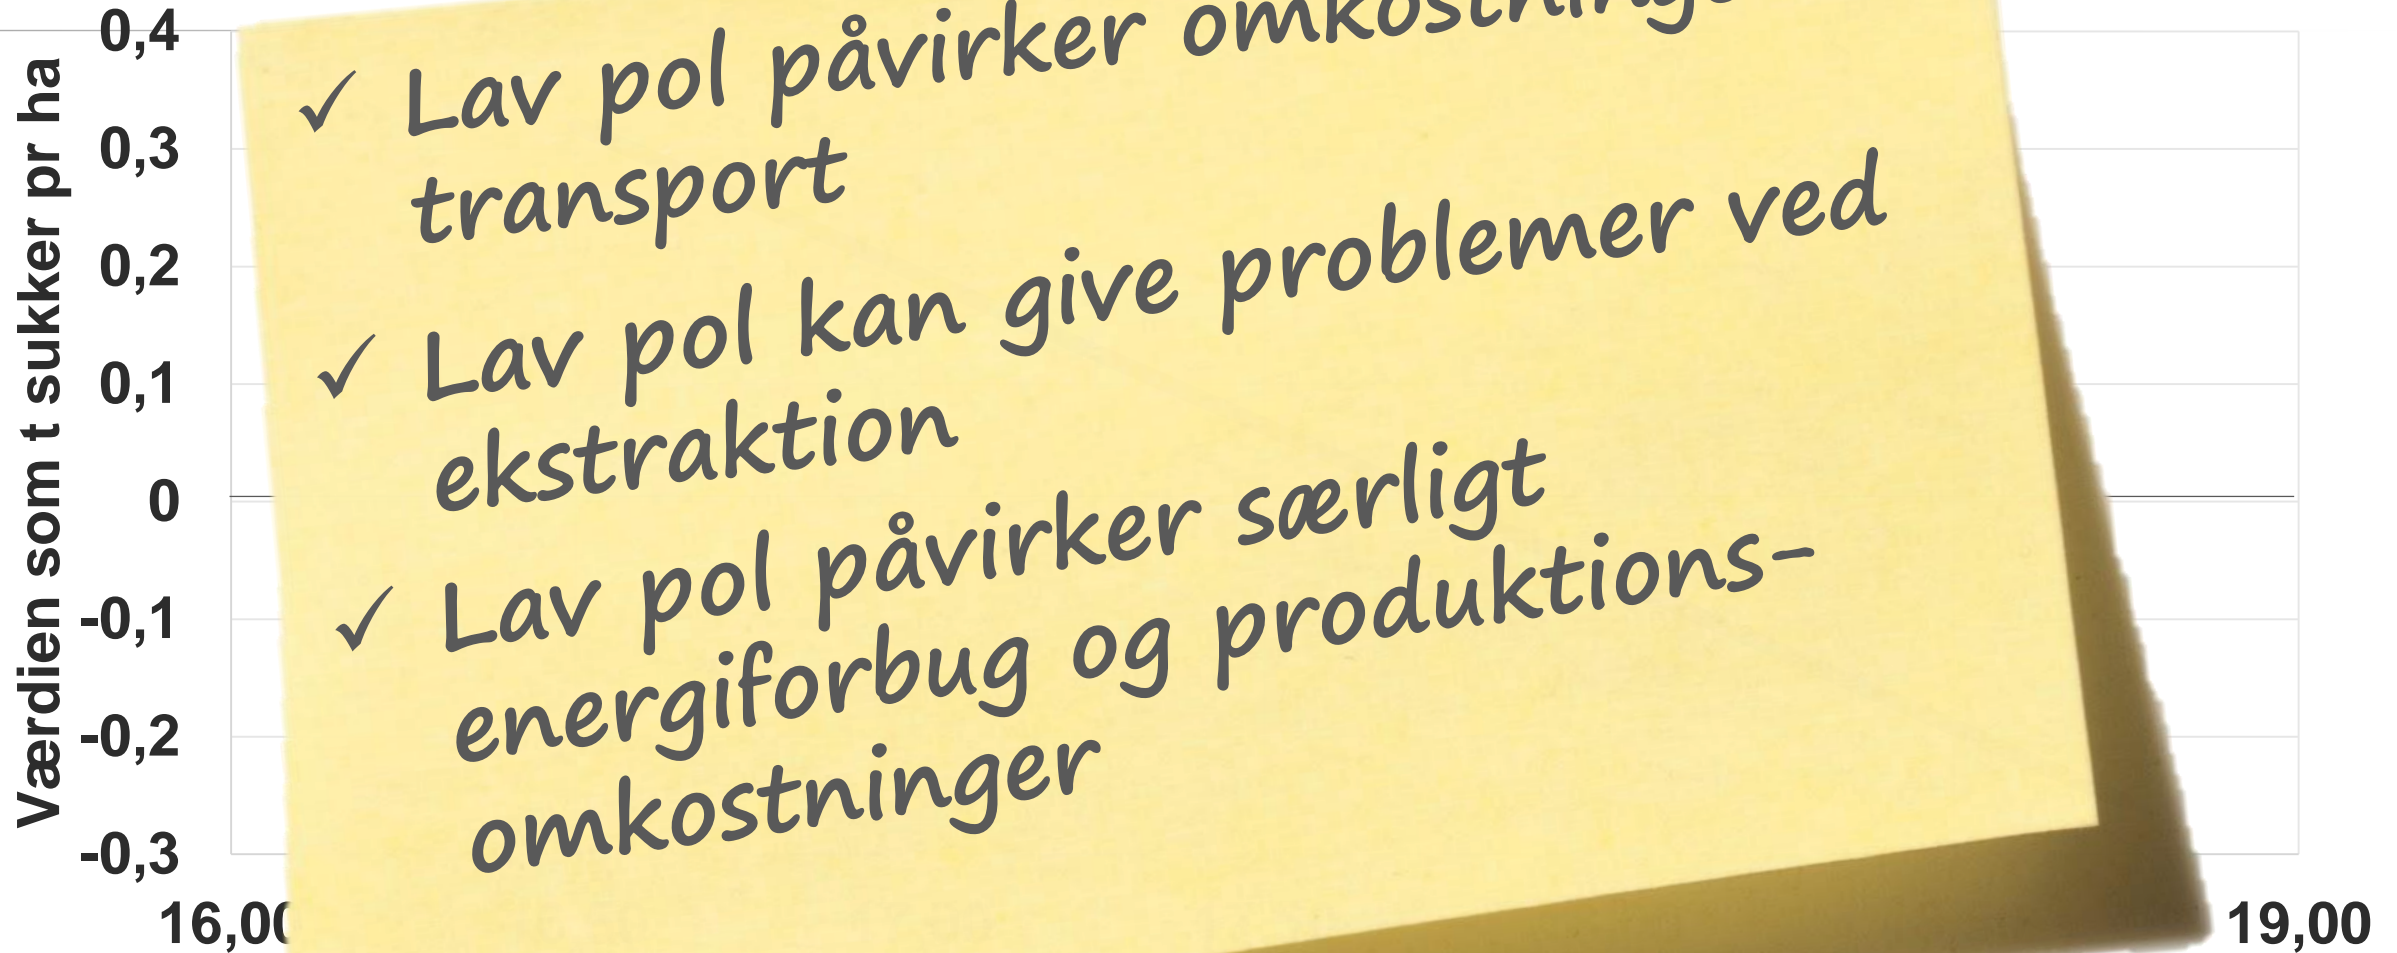 0,4
0,3
0,2
0,1
0
-0,1
-0,2
-0,3
Værdien som t sukker pr ha
✓ Lav pol påvirker
transport
✓ Lav pol kan give problemer ved
ekstraktion
✓ Lav pol påvirker særligt
energiforbug og produktions-
omkostninger
16,00
19,00